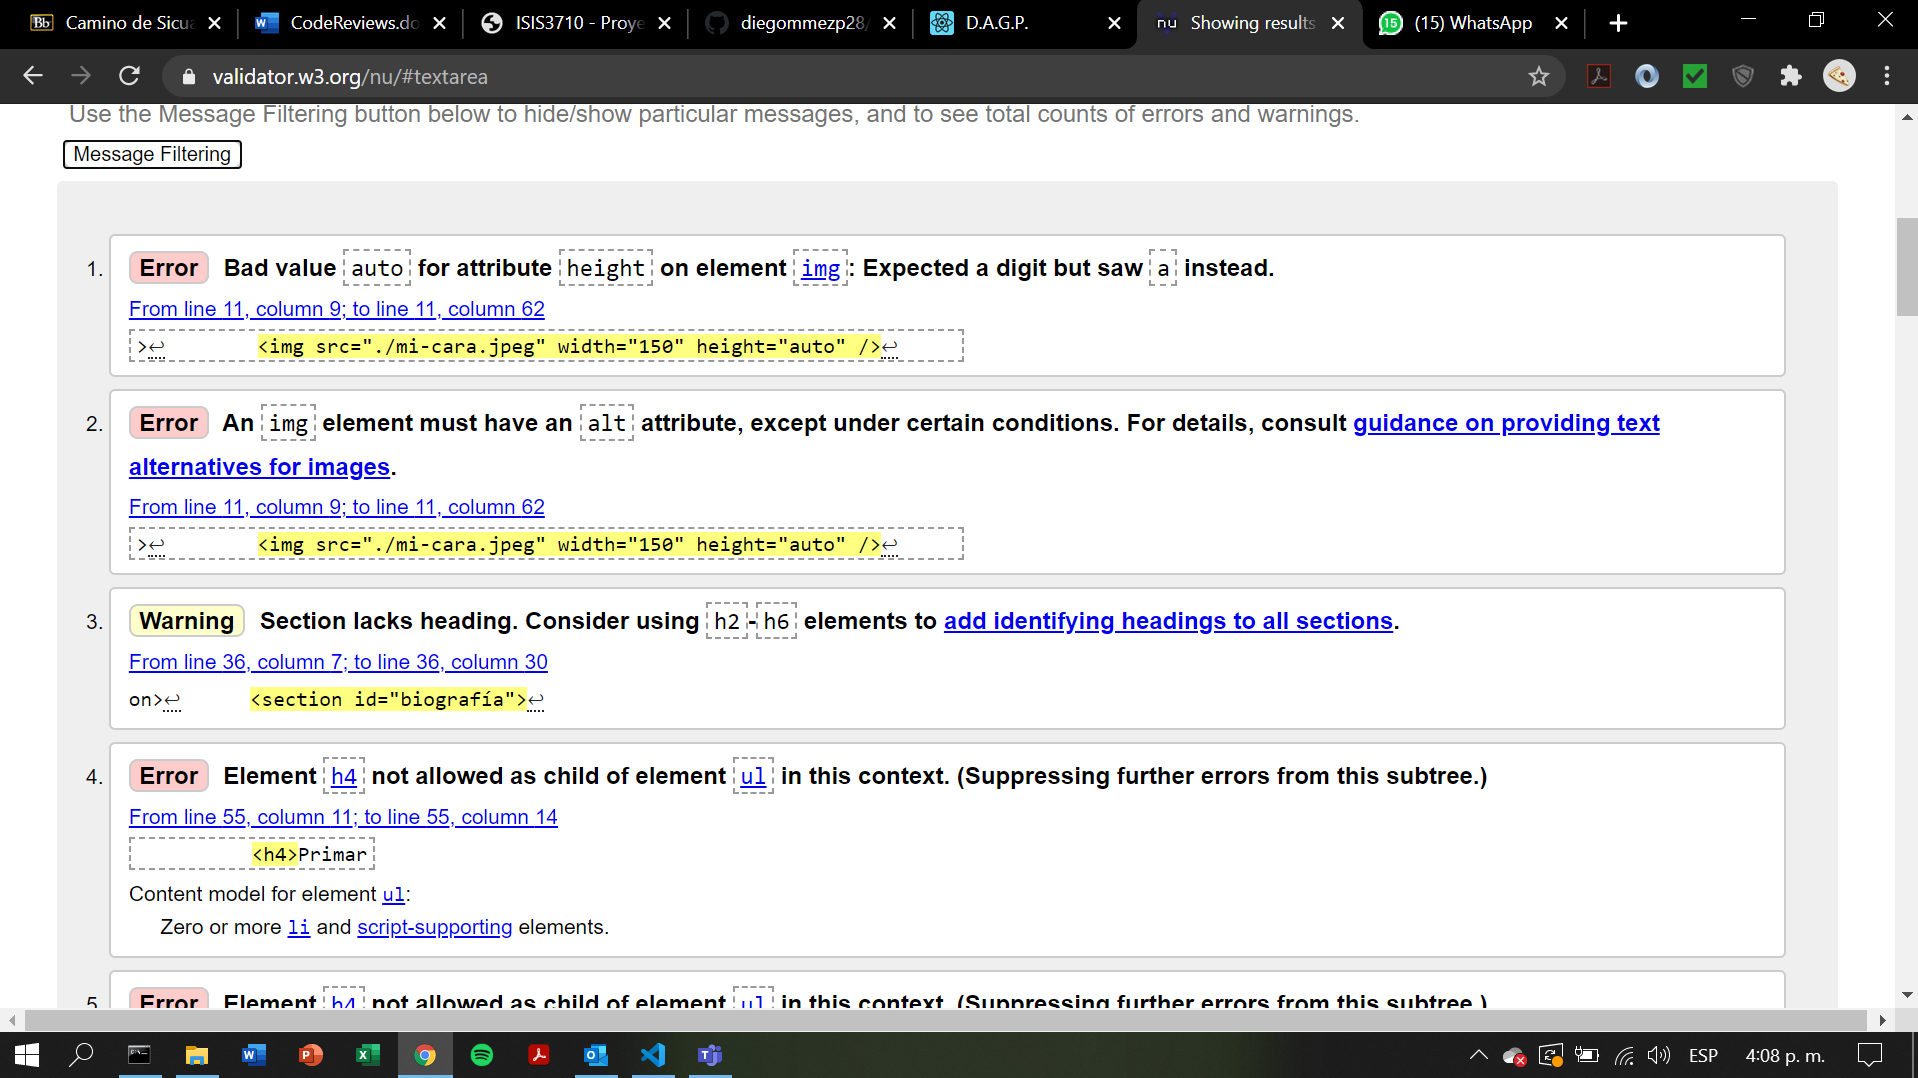 Bb Camino de Sicua
CodeReviews.do
ISIS3710 - Proye
diegommezp28/
D.A.G.P.
nu Showing results
15 (15) WhatsApp
validator.w3.org/nu/#textarea
Use the Message Filtering button below to hide/show particular messages, and to see total counts of errors and warnings.
Message Filtering
1. Error Bad value auto for attribute height on element img: Expected a digit but saw a instead.
From line 11, column 9; to line 11, column 62
>↩ <img src="./mi-cara.jpeg" width="150" height="auto" />↩
2. Error An img element must have an alt attribute, except under certain conditions. For details, consult guidance on providing text
alternatives for images.
From line 11, column 9; to line 11, column 62
>↩ <img src="./mi-cara.jpeg" width="150" height="auto" />↩
3. Warning Section lacks heading. Consider using h2-h6 elements to add identifying headings to all sections.
From line 36, column 7; to line 36, column 30
on>↩ <section id="biografía">↩
4. Error Element h4 not allowed as child of element ul in this context. (Suppressing further errors from this subtree.)
From line 55, column 11; to line 55, column 14
<h4>Primar
Content model for element ul:
Zero or more li and script-supporting elements.
5. Error Element h4 not allowed as child of element ul in this context. (Suppressing further errors from this subtree.)
ESP
4:08 p. m.